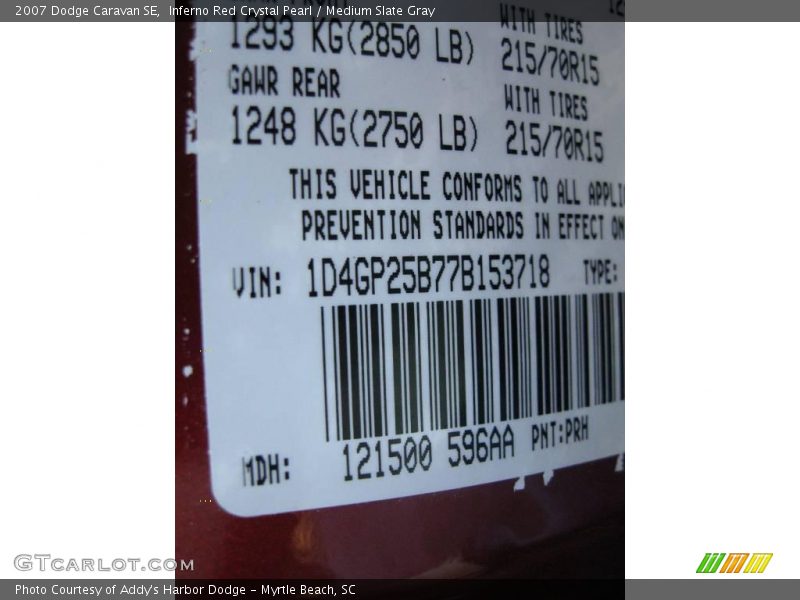 2007 Dodge Caravan SE, Inferno Red Crystal Pearl / Medium Slate Gray
WITH TIRES
1293 KG(2850 LB) 215/70R15
GAWR REAR WITH TIRES
1248 KG(2750 LB) 215/70R15
THIS VEHICLE CONFORMS TO ALL APPLI
PREVENTION STANDARDS IN EFFECT ON
VIN: 1D4GP25B77B153718 TYPE:
MDH: 121500 596AA PNT:PRH
GTCARLOT.COM
Photo Courtesy of Addy's Harbor Dodge - Myrtle Beach, SC